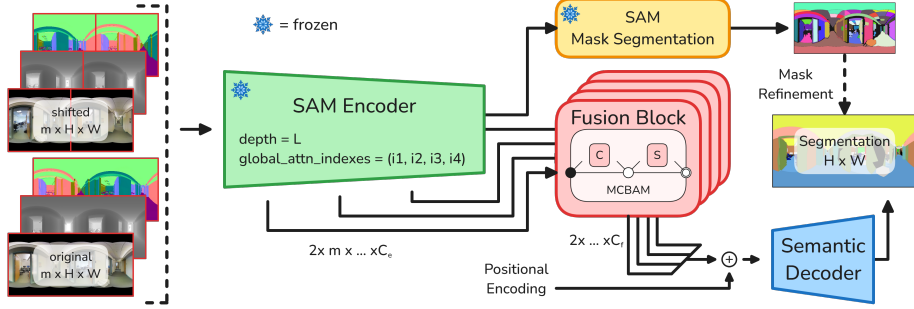 = frozen
SAM
Mask Segmentation
shifted
m x H x W
SAM Encoder
depth = L
global_attn_indexes = (i1, i2, i3, i4)
Fusion Block
C
S
MCBAM
Mask
Refinement
Segmentation
H x W
original
m x H x W
2x m x ... xCₑ
2x ... xCf
Positional
Encoding
+
Semantic
Decoder